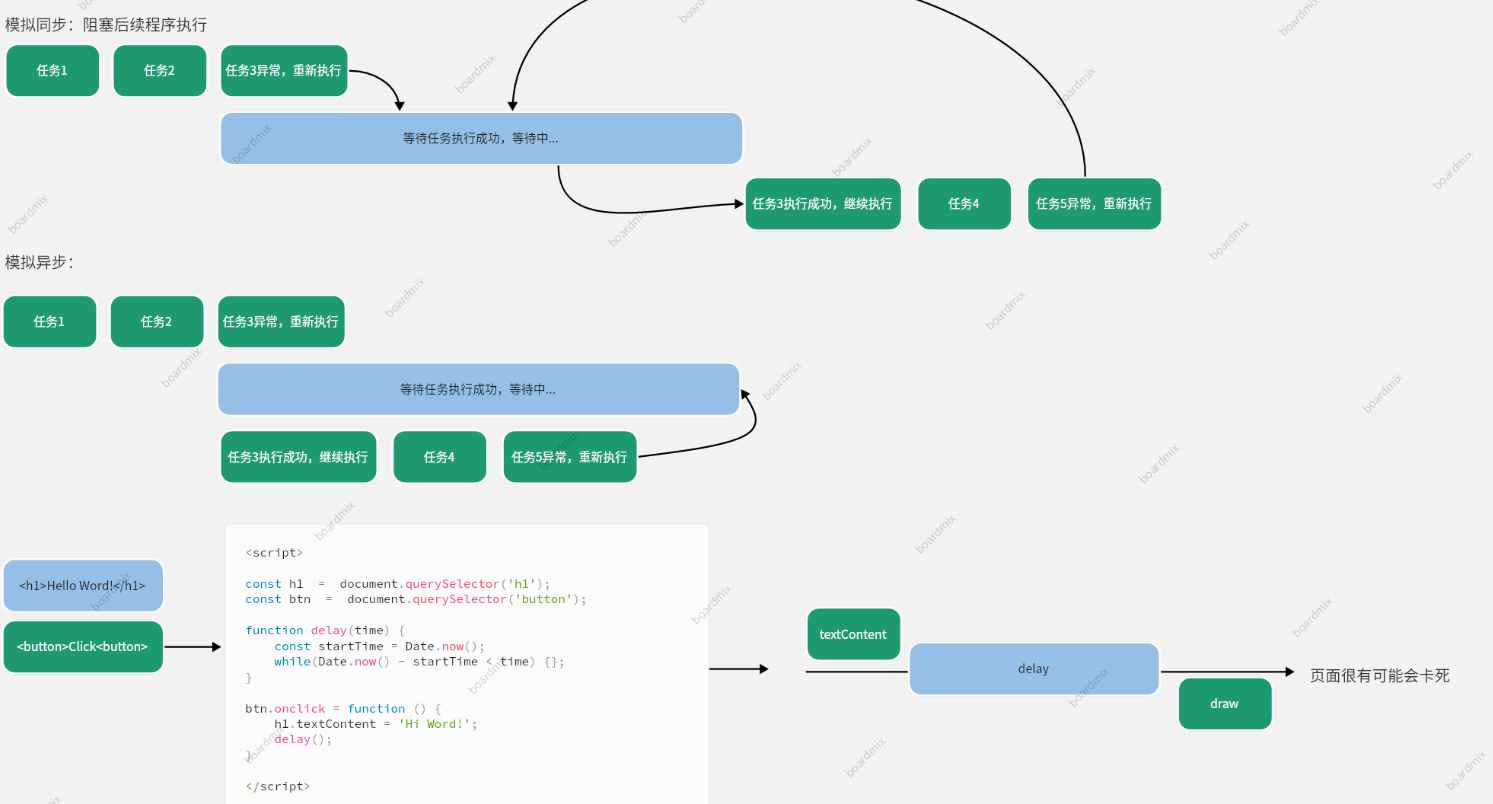 模拟同步：阻塞后续程序执行
任务1
任务2
任务3异常，重新执行
等待任务执行成功，等待中...
任务3执行成功，继续执行
任务4
任务5异常，重新执行
模拟异步：
任务1
任务2
任务3异常，重新执行
等待任务执行成功，等待中...
任务3执行成功，继续执行
任务4
任务5异常，重新执行
<h1>Hello Word!</h1>
<button>Click<button>
<script>
const h1  =  document.querySelector('h1');
const btn  =  document.querySelector('button');
function delay(time) {
    const startTime = Date.now();
    while(Date.now() - startTime < time) {};
}
btn.onclick = function () {
    h1.textContent = 'Hi Word!';
    delay();
}
</script>
textContent
delay
draw
页面很有可能会卡死
boardmix